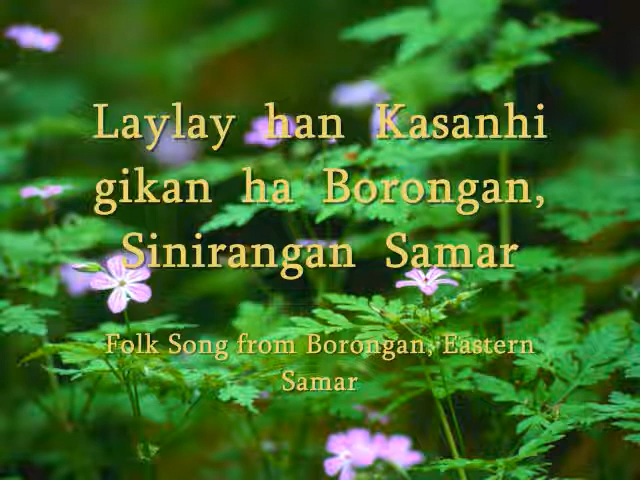 Laylay han Kasanhi
gikan ha Borongan,
Sinirangan Samar
Folk Song from Borongan, Eastern
Samar